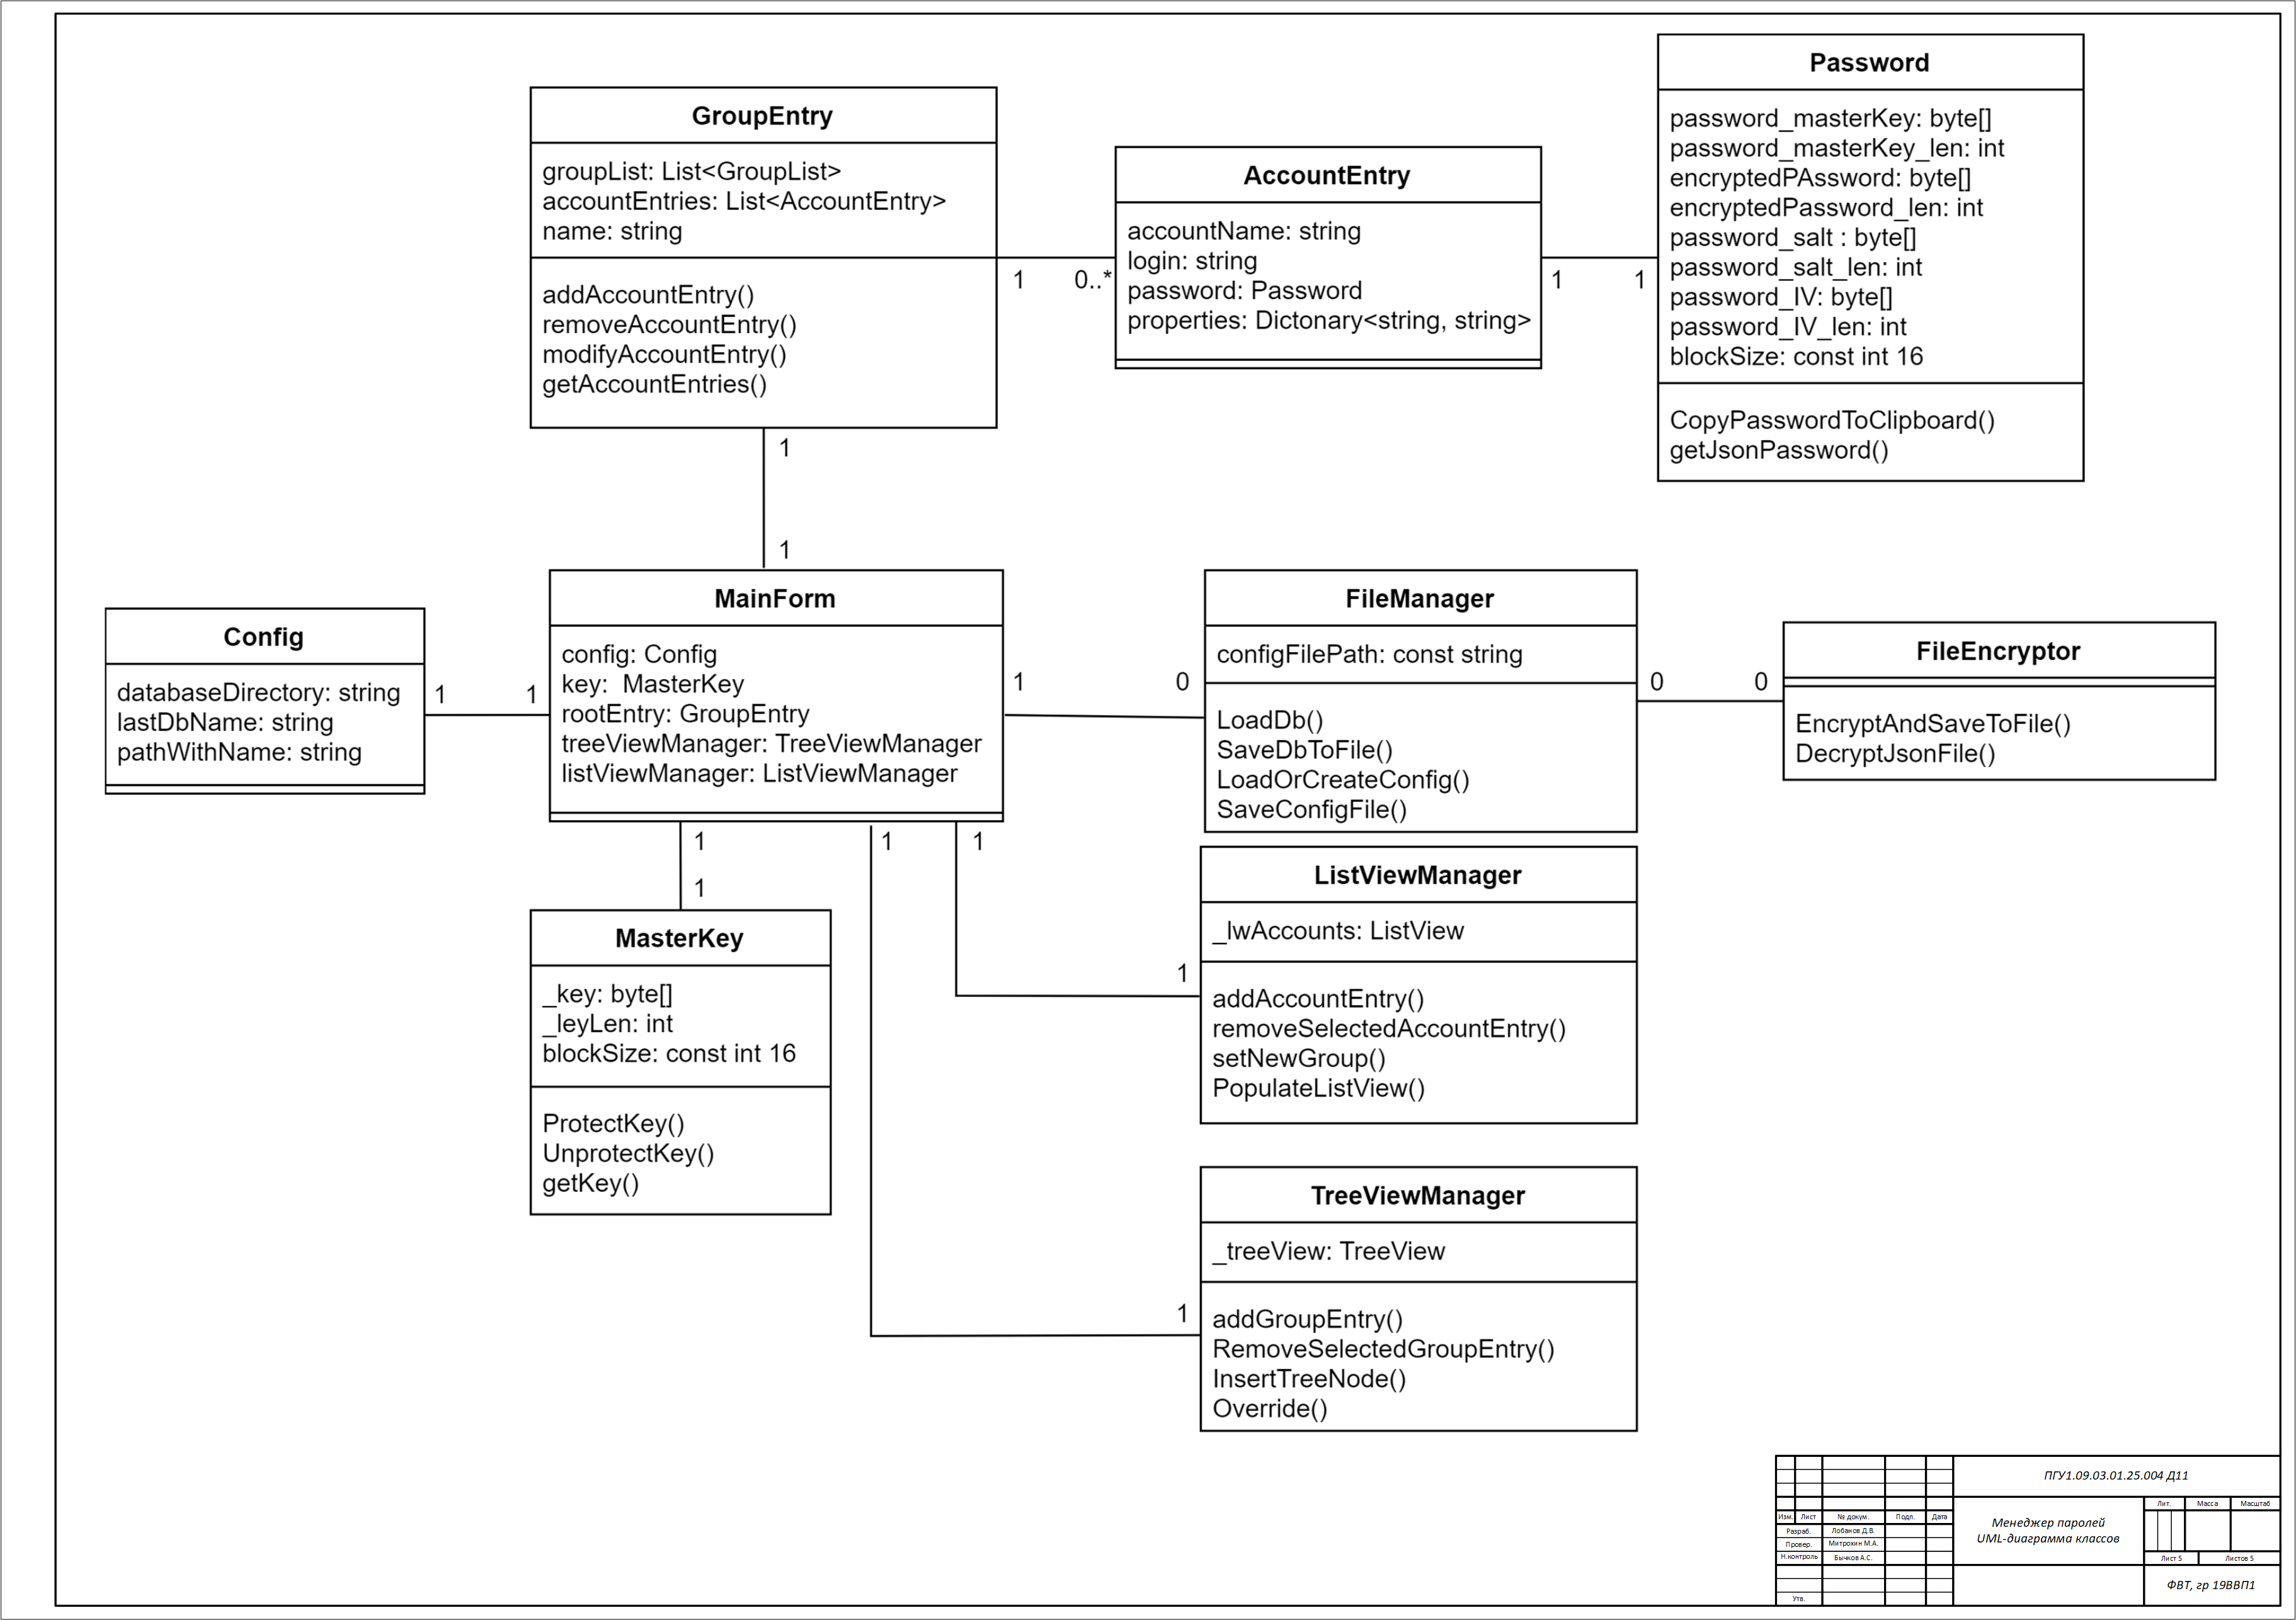 Password
password_masterKey: byte[]
password_masterKey_len: int
encryptedPAssword: byte[]
encryptedPassword_len: int
password_salt : byte[]
password_salt_len: int
password_IV: byte[]
password_IV_len: int
blockSize: const int 16
CopyPasswordToClipboard()
getJsonPassword()
GroupEntry
groupList: List<GroupList>
accountEntries: List<AccountEntry>
name: string
addAccountEntry()
removeAccountEntry()
modifyAccountEntry()
getAccountEntries()
AccountEntry
accountName: string
login: string
password: Password
properties: Dictonary<string, string>
1
0..*
1
1
1
1
MainForm
config: Config
key:  MasterKey
rootEntry: GroupEntry
treeViewManager: TreeViewManager
listViewManager: ListViewManager
Config
databaseDirectory: string
lastDbName: string
pathWithName: string
1
1
FileManager
configFilePath: const string
LoadDb()
SaveDbToFile()
LoadOrCreateConfig()
SaveConfigFile()
1
0
0
0
FileEncryptor
EncryptAndSaveToFile()
DecryptJsonFile()
1
1
1
1
MasterKey
_key: byte[]
_leyLen: int
blockSize: const int 16
ProtectKey()
UnprotectKey()
getKey()
ListViewManager
_lwAccounts: ListView
1
addAccountEntry()
removeSelectedAccountEntry()
setNewGroup()
PopulateListView()
TreeViewManager
_treeView: TreeView
1
addGroupEntry()
RemoveSelectedGroupEntry()
InsertTreeNode()
Override()
ПГУ1.09.03.01.25.004 Д11
Лит. Масса Масштаб
Менеджер паролей
UML-диаграмма классов
Изм. Лист № докум. Подп. Дата
Разраб. Лобанов Д.В.
Провер. Митрохин М.А.
Н.контроль Бычков А.С.
Утв.
Лист 5 Листов 5
ФВТ, гр 19ВВП1